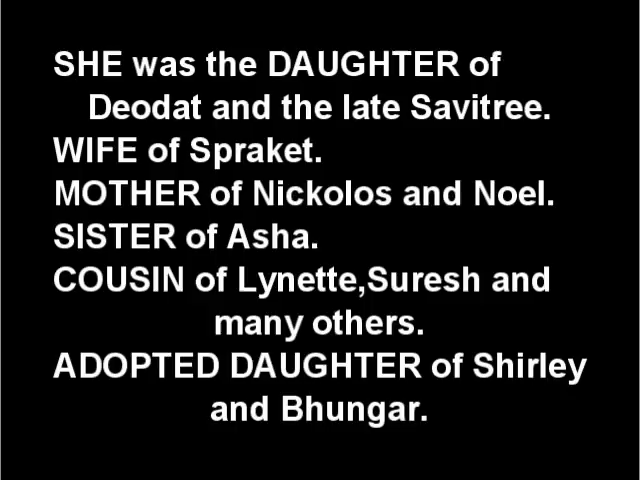 SHE was the DAUGHTER of
Deodat and the late Savitree.
WIFE of Spraket.
MOTHER of Nickolos and Noel.
SISTER of Asha.
COUSIN of Lynette,Suresh and
many others.
ADOPTED DAUGHTER of Shirley
and Bhungar.